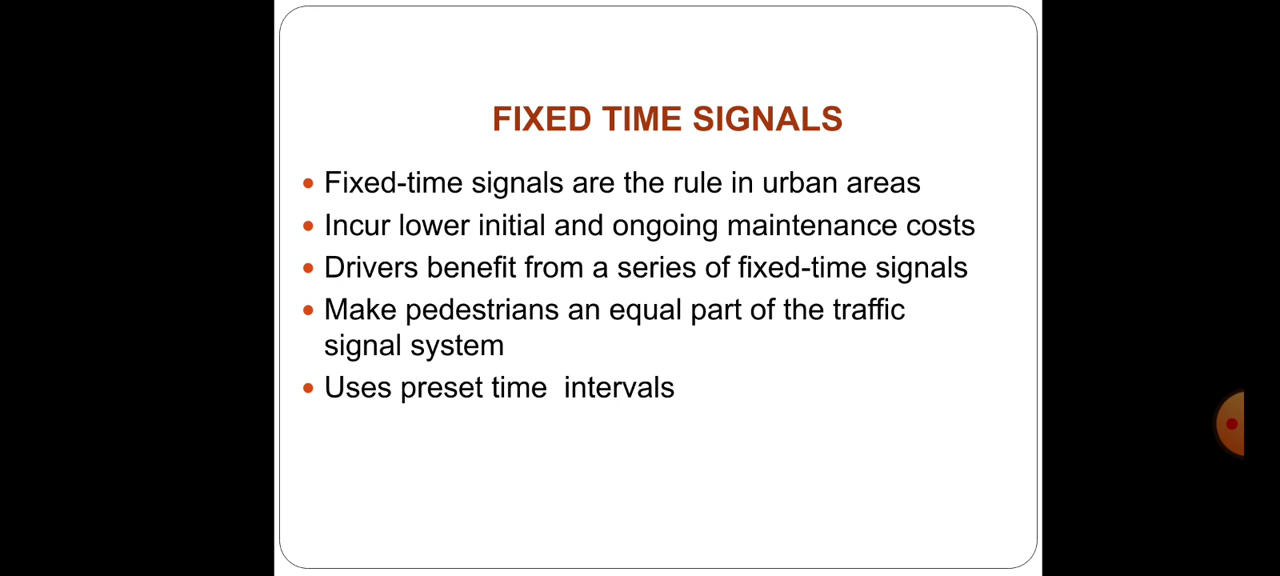 FIXED TIME SIGNALS
• Fixed-time signals are the rule in urban areas
• Incur lower initial and ongoing maintenance costs
• Drivers benefit from a series of fixed-time signals
• Make pedestrians an equal part of the traffic
signal system
• Uses preset time  intervals